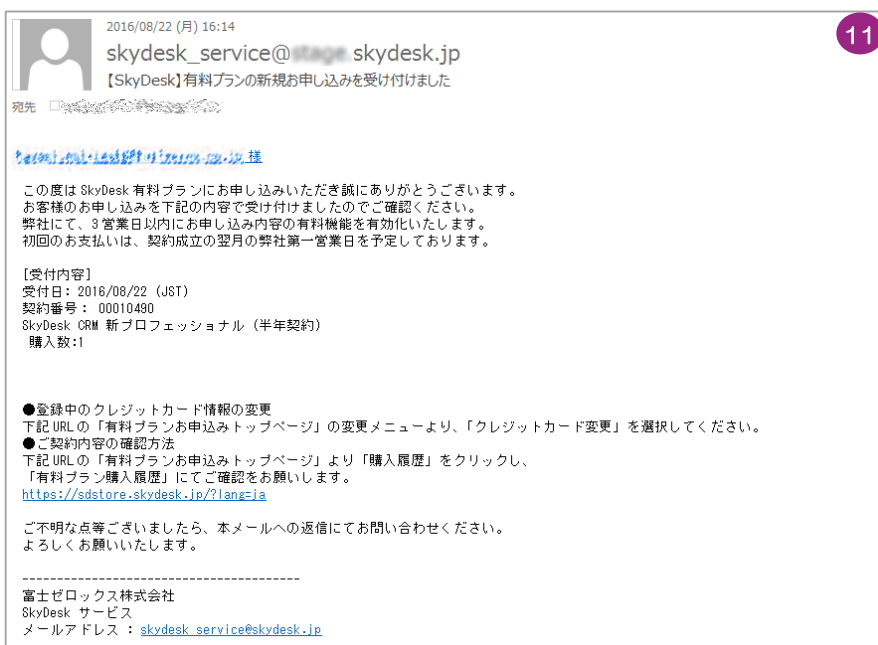 2016/08/22 (月) 16:14
11
skydesk_service@ skydesk.jp
【SkyDesk】有料プランの新規お申し込みを受け付けました
宛先
様
この度は SkyDesk 有料プランにお申し込みいただき誠にありがとうございます。
お客様のお申し込みを下記の内容で受け付けましたのでご確認ください。
弊社にて、3 営業日以内にお申し込み内容の有料機能を有効化いたします。
初回のお支払いは、契約成立の翌月の弊社第一営業日を予定しております。
[受付内容]
受付日: 2016/08/22 (JST)
契約番号: 00010490
SkyDesk CRM 新プロフェッショナル (半年契約)
購入数:1
●登録中のクレジットカード情報の変更
下記 URL の「有料プランお申込みトップページ」の変更メニューより、「クレジットカード変更」を選択してください。
●ご契約内容の確認方法
下記 URL の「有料プランお申込みトップページ」より「購入履歴」をクリックし、
「有料プラン購入履歴」にてご確認をお願いします。
https://sdstore.skydesk.jp/?lang=ja
ご不明な点等ございましたら、本メールへの返信にてお問い合わせください。
よろしくお願いいたします。
----------------------------------------
富士ゼロックス株式会社
SkyDesk サービス
メールアドレス : skydesk_service@skydesk.jp